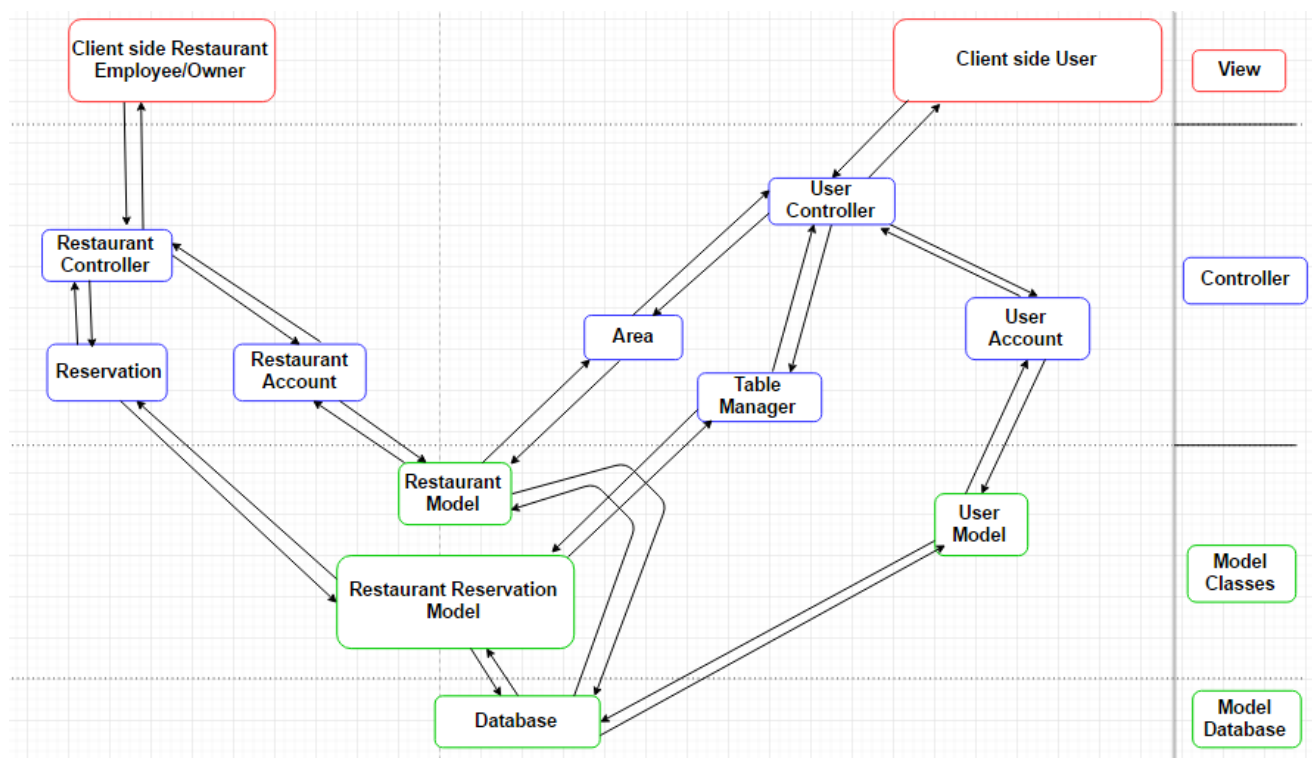 Client side Restaurant
Employee/Owner
Client side User
View
User
Controller
Restaurant
Controller
Controller
User
Account
Area
Reservation
Restaurant
Account
Table
Manager
Restaurant
Model
User
Model
Model
Classes
Restaurant Reservation
Model
Database
Model
Database